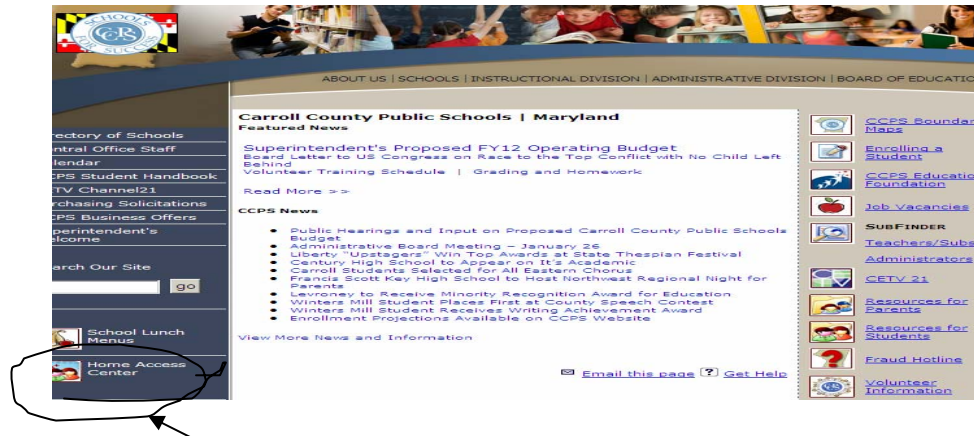 SCHOOLS
FOR SUCCESS
ABOUT US | SCHOOLS | INSTRUCTIONAL DIVISION | ADMINISTRATIVE DIVISION | BOARD OF EDUCATIO
rectory of Schools
ntral Office Staff
lendar
CPS Student Handbook
TV Channel21
rchasing Solicitations
CPS Business Offers
perintendent's
elcome
arch Our Site
go
School Lunch
Menus
Home Access
Center
Carroll County Public Schools | Maryland
Featured News
Superintendent's Proposed FY12 Operating Budget
Board Letter to US Congress on Race to the Top Conflict with No Child Left
Behind
Volunteer Training Schedule | Grading and Homework
Read More >>
CCPS News
Public Hearings and Input on Proposed Carroll County Public Schools
Budget
Administrative Board Meeting – January 26
Liberty "Upstagers" Win Top Awards at State Thespian Festival
Century High School to Appear on It's Academic
Carroll Students Selected for All Eastern Chorus
Francis Scott Key High School to Host Northwest Regional Night for
Parents
Levroney to Receive Minority Recognition Award for Education
Winters Mill Student Places First at County Speech Contest
Winters Mill Student Receives Writing Achievement Award
Enrollment Projections Available on CCPS Website
View More News and Information
Email this page ? Get Help
CCPS Boundar
Maps
Enrolling a
Student
CCPS Educatio
Foundation
Job Vacancies
SUBFINDER
Teachers/Subs
Administrators
CETV 21
Resources for
Parents
Resources for
Students
Fraud Hotline
Volunteer
Information